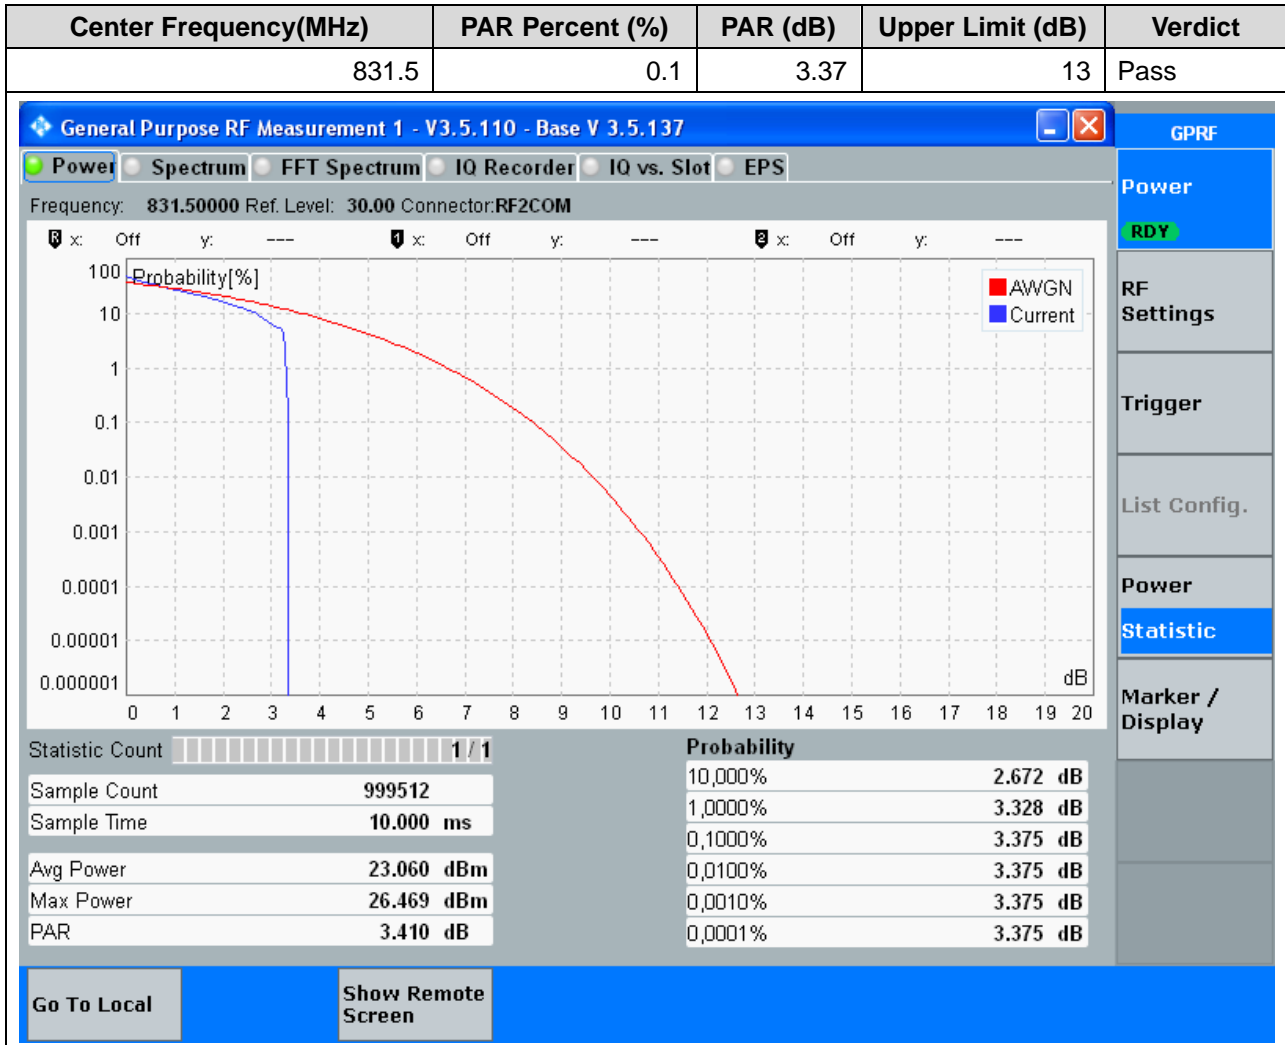 Center Frequency(MHz) PAR Percent (%) PAR (dB) Upper Limit (dB) Verdict
831.5 0.1 3.37 13 Pass
General Purpose RF Measurement 1 - V3.5.110 - Base V 3.5.137
GPRF
Power Spectrum FFT Spectrum IQ Recorder IQ vs. Slot EPS
Frequency: 831.50000 Ref. Level: 30.00 Connector:RF2COM
R x: Off y: --- 1 x: Off y: --- 2 x: Off y: ---
Probability[%]
AWGN
Current
100
10
1
0.1
0.01
0.001
0.0001
0.00001
0.000001
dB
0 1 2 3 4 5 6 7 8 9 10 11 12 13 14 15 16 17 18 19 20
Statistic Count 1 / 1
Sample Count 999512
Sample Time 10.000 ms
Avg Power 23.060 dBm
Max Power 26.469 dBm
PAR 3.410 dB
Probability
10,000% 2.672 dB
1,0000% 3.328 dB
0,1000% 3.375 dB
0,0100% 3.375 dB
0,0010% 3.375 dB
0,0001% 3.375 dB
Power
RDY
RF
Settings
Trigger
List Config.
Power
Statistic
Marker /
Display
Go To Local
Show Remote
Screen